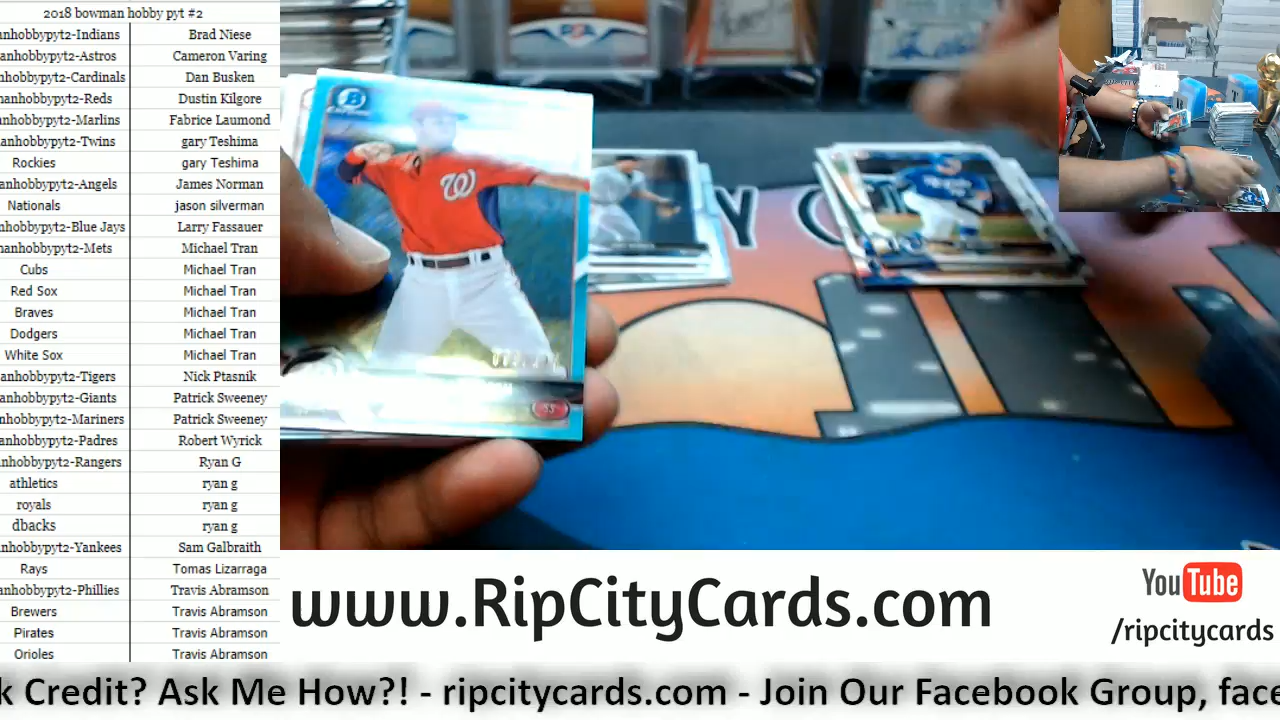 2018 bowman hobby pyt #2
anhobbypyt2-Indians Brad Niese
anhobbypyt2-Astros Cameron Varing
hobbypyt2-Cardinals Dan Busken
nhobbypyt2-Reds Dustin Kilgore
anhobbypyt2-Marlins Fabrice Laumond
anhobbypyt2-Twins gary Teshima
Rockies gary Teshima
anhobbypyt2-Angels James Norman
Nationals jason silverman
nhobbypyt2-Blue Jays Larry Fassauer
anhobbypyt2-Mets Michael Tran
Cubs Michael Tran
Red Sox Michael Tran
Braves Michael Tran
Dodgers Michael Tran
White Sox Michael Tran
anhobbypyt2-Tigers Nick Ptasnik
anhobbypyt2-Giants Patrick Sweeney
nhobbypyt2-Mariners Patrick Sweeney
anhobbypyt2-Padres Robert Wyrick
nhobbypyt2-Rangers Ryan G
athletics ryan g
royals ryan g
dbacks ryan g
nhobbypyt2-Yankees Sam Galbraith
Rays Tomas Lizarraga
anhobbypyt2-Phillies Travis Abramson
Brewers Travis Abramson
Pirates Travis Abramson
Orioles Travis Abramson
W
SS
Y C
www.RipCityCards.com
YouTube
/ripcitycards
k Credit? Ask Me How?! - ripcitycards.com - Join Our Facebook Group, face